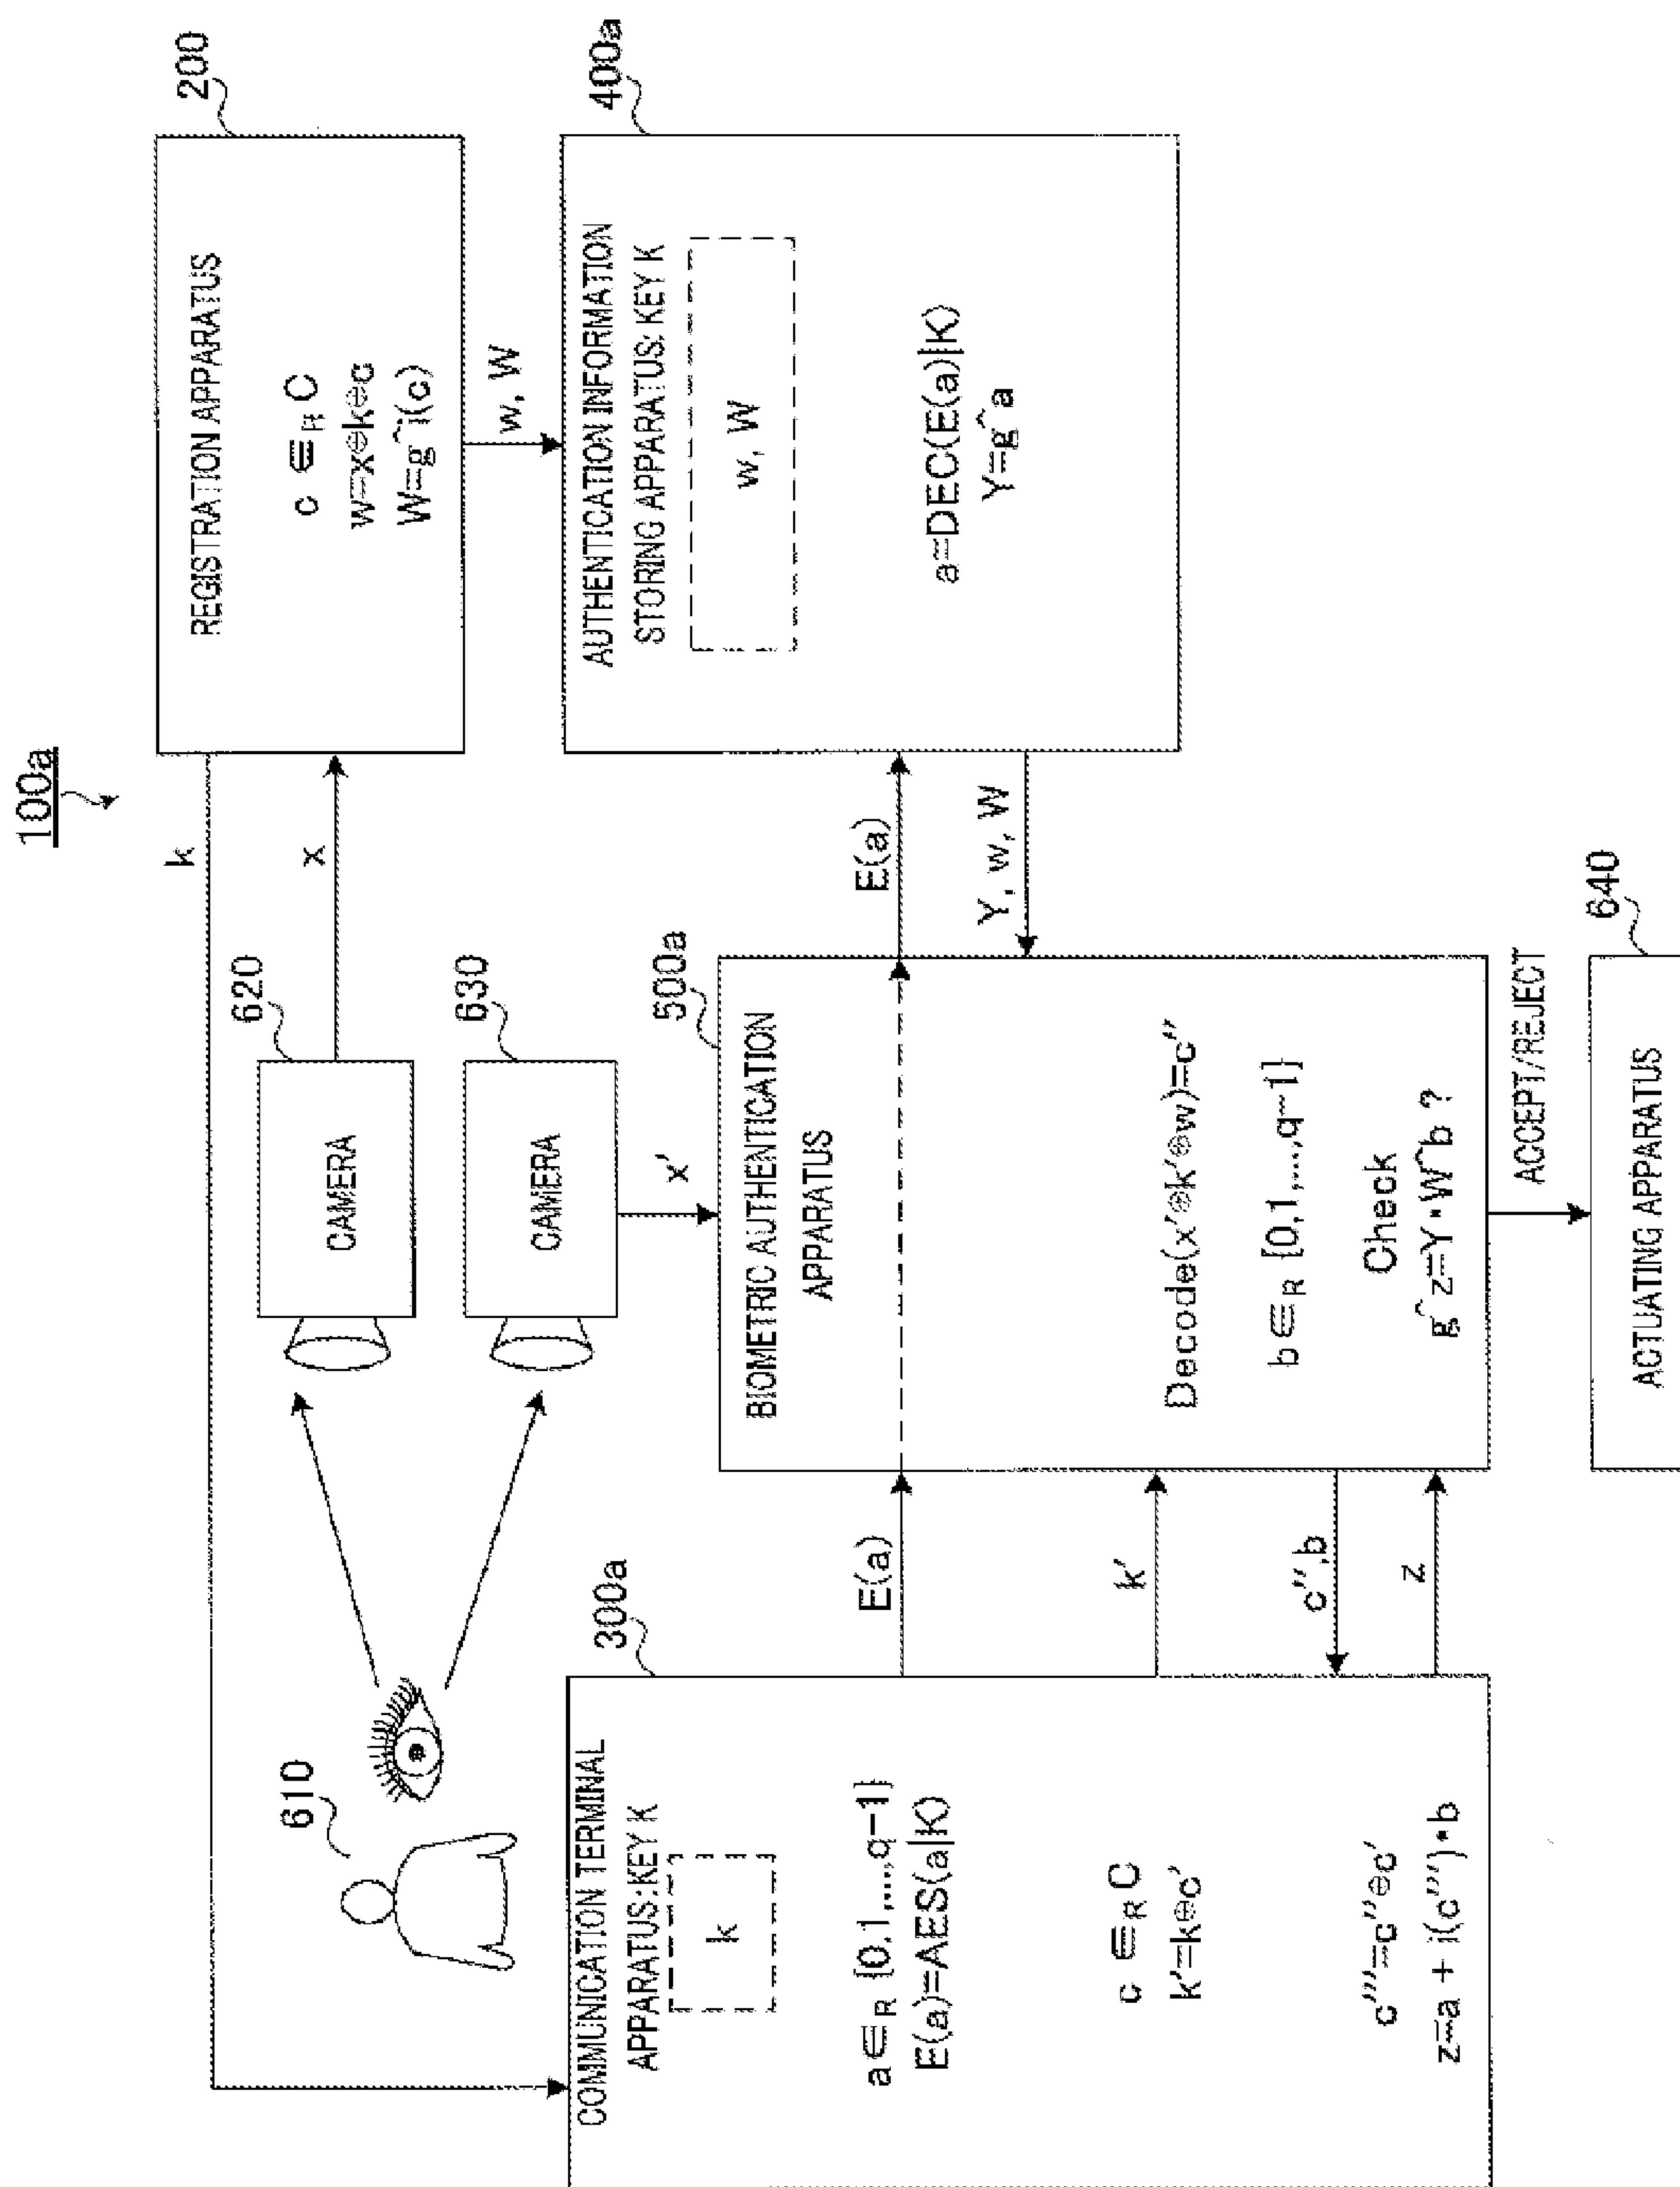 100a
k
x
REGISTRATION APPARATUS
200
c ∈R C
w=x⊕k⊕c
W=g^i(c)
w, W
AUTHENTICATION INFORMATION
STORING APPARATUS: KEY K
400a
w, W
a=DEC(E(a)|K)
Y=g^a
610
CAMERA
620
CAMERA
630
x'
BIOMETRIC AUTHENTICATION
APPARATUS
500a
E(a)
Y, w, W
Decode(x'⊕k'⊕w)=c''
b∈R {0,1,...,q-1}
Check
g^z=Y·W^b ?
ACCEPT/REJECT
640
ACTUATING APPARATUS
COMMUNICATION TERMINAL
APPARATUS:KEY K
300a
k
a∈R {0,1,...,q-1}
E(a)=AES(a|K)
E(a)
c ∈R C
k'=k⊕c'
k'
c'',b
c'''=c''⊕c'
z=a + i(c''')·b
z